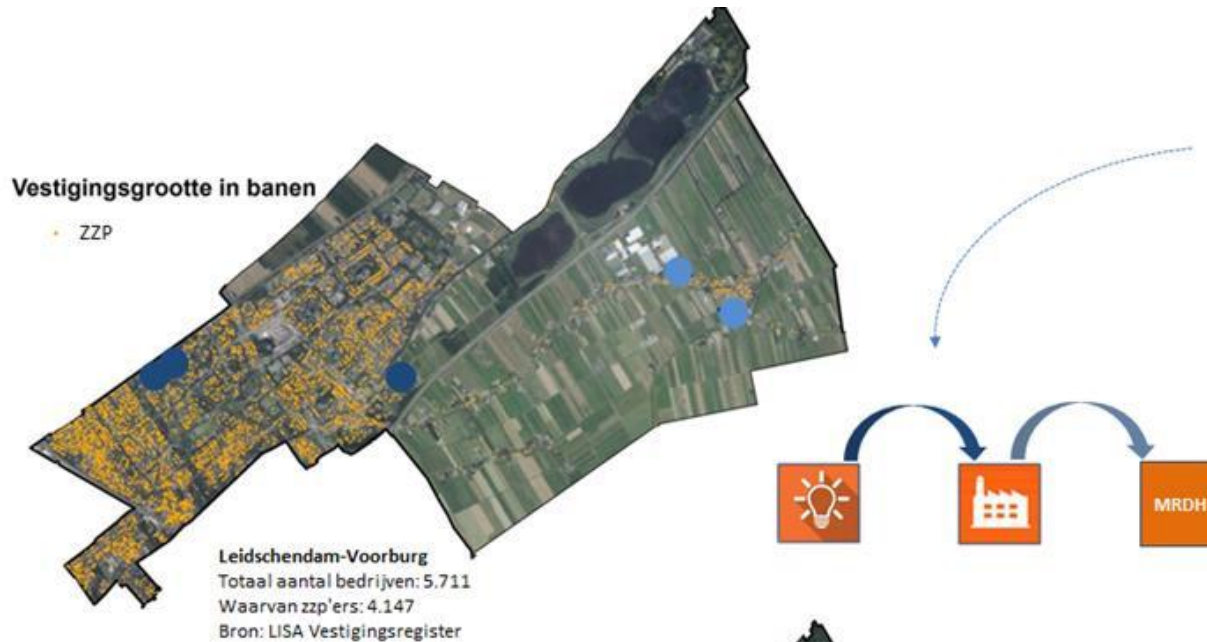 Vestigingsgrootte in banen
ZZP
Leidschendam-Voorburg
Totaal aantal bedrijven: 5.711
Waarvan zzp'ers: 4.147
Bron: LISA Vestigingsregister
MRDH